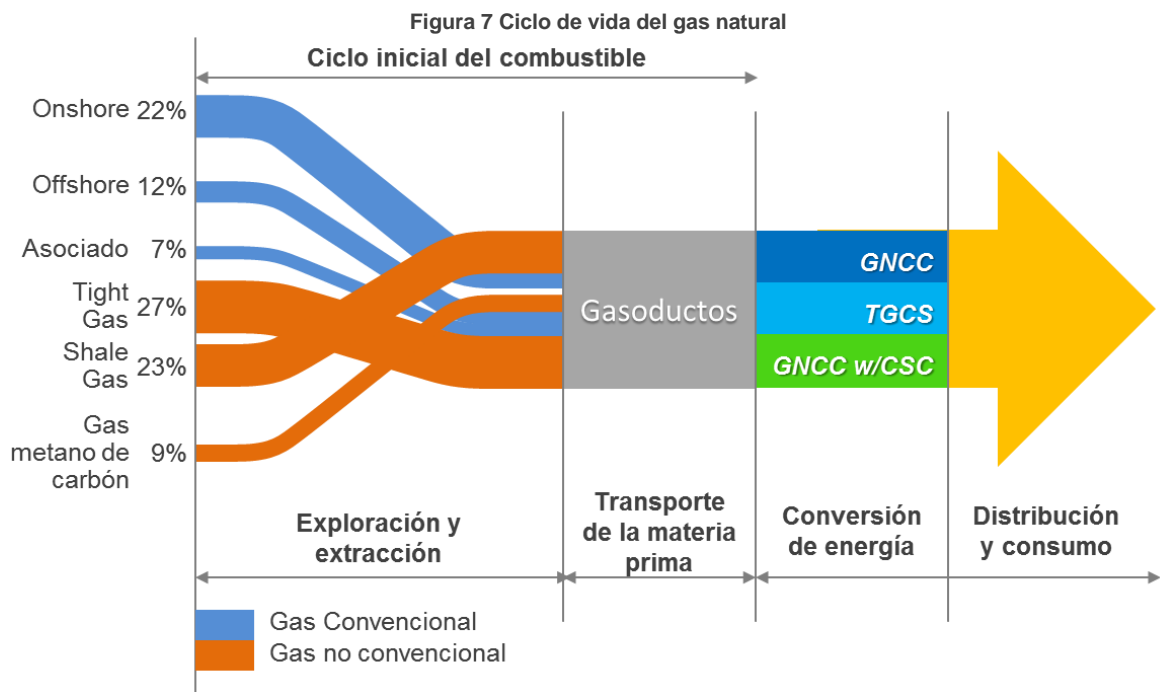 Figura 7 Ciclo de vida del gas natural
Ciclo inicial del combustible
Onshore 22%
Offshore 12%
Asociado 7%
Tight
Gas 27%
Shale
Gas 23%
Gas
metano de
carbón 9%
Gasoductos
GNCC
TGCS
GNCC w/CSC
Exploración y
extracción
Transporte
de la materia
prima
Conversión
de energía
Distribución
y consumo
Gas Convencional
Gas no convencional